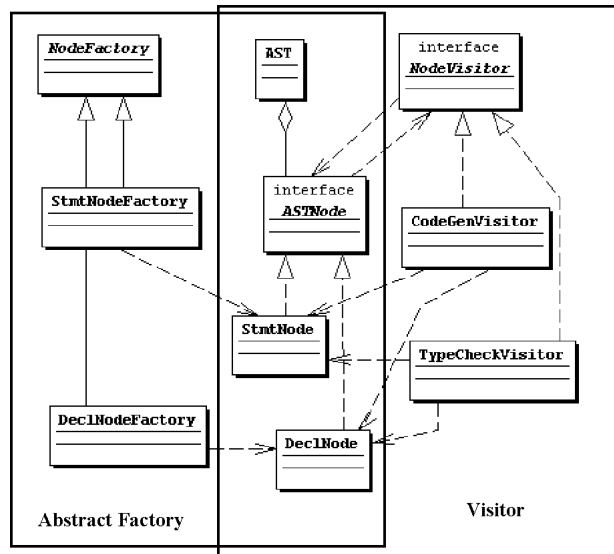 NodeFactory
AST
interface
NodeVisitor
StmtNodeFactory
interface
ASTNode
CodeGenVisitor
StmtNode
TypeCheckVisitor
DeclNodeFactory
DeclNode
Abstract Factory
Visitor